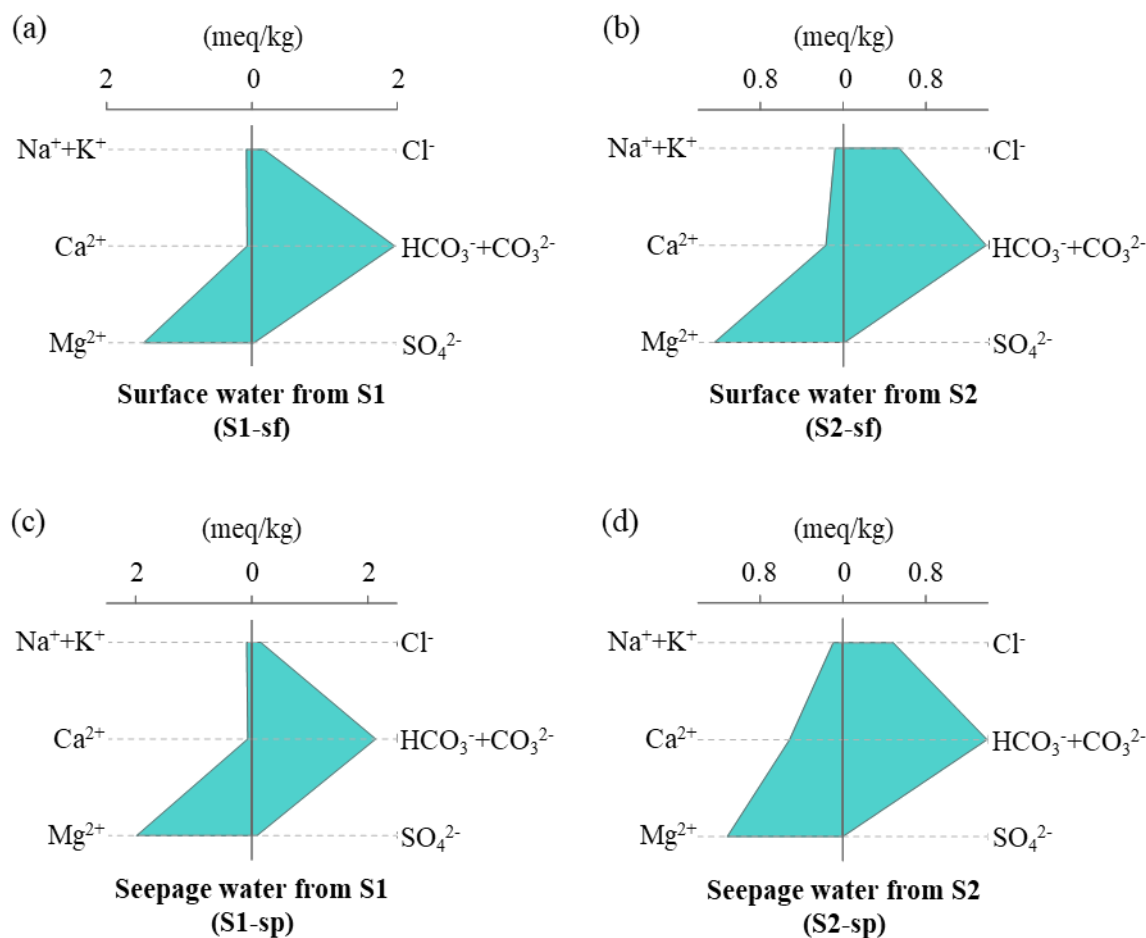 (a)
(meq/kg)
2 0 2
Na⁺+K⁺ Cl⁻
Ca²⁺ HCO₃⁻+CO₃²⁻
Mg²⁺ SO₄²⁻
Surface water from S1
(S1-sf)
(b)
(meq/kg)
0.8 0 0.8
Na⁺+K⁺ Cl⁻
Ca²⁺ HCO₃⁻+CO₃²⁻
Mg²⁺ SO₄²⁻
Surface water from S2
(S2-sf)
(c)
(meq/kg)
2 0 2
Na⁺+K⁺ Cl⁻
Ca²⁺ HCO₃⁻+CO₃²⁻
Mg²⁺ SO₄²⁻
Seepage water from S1
(S1-sp)
(d)
(meq/kg)
0.8 0 0.8
Na⁺+K⁺ Cl⁻
Ca²⁺ HCO₃⁻+CO₃²⁻
Mg²⁺ SO₄²⁻
Seepage water from S2
(S2-sp)